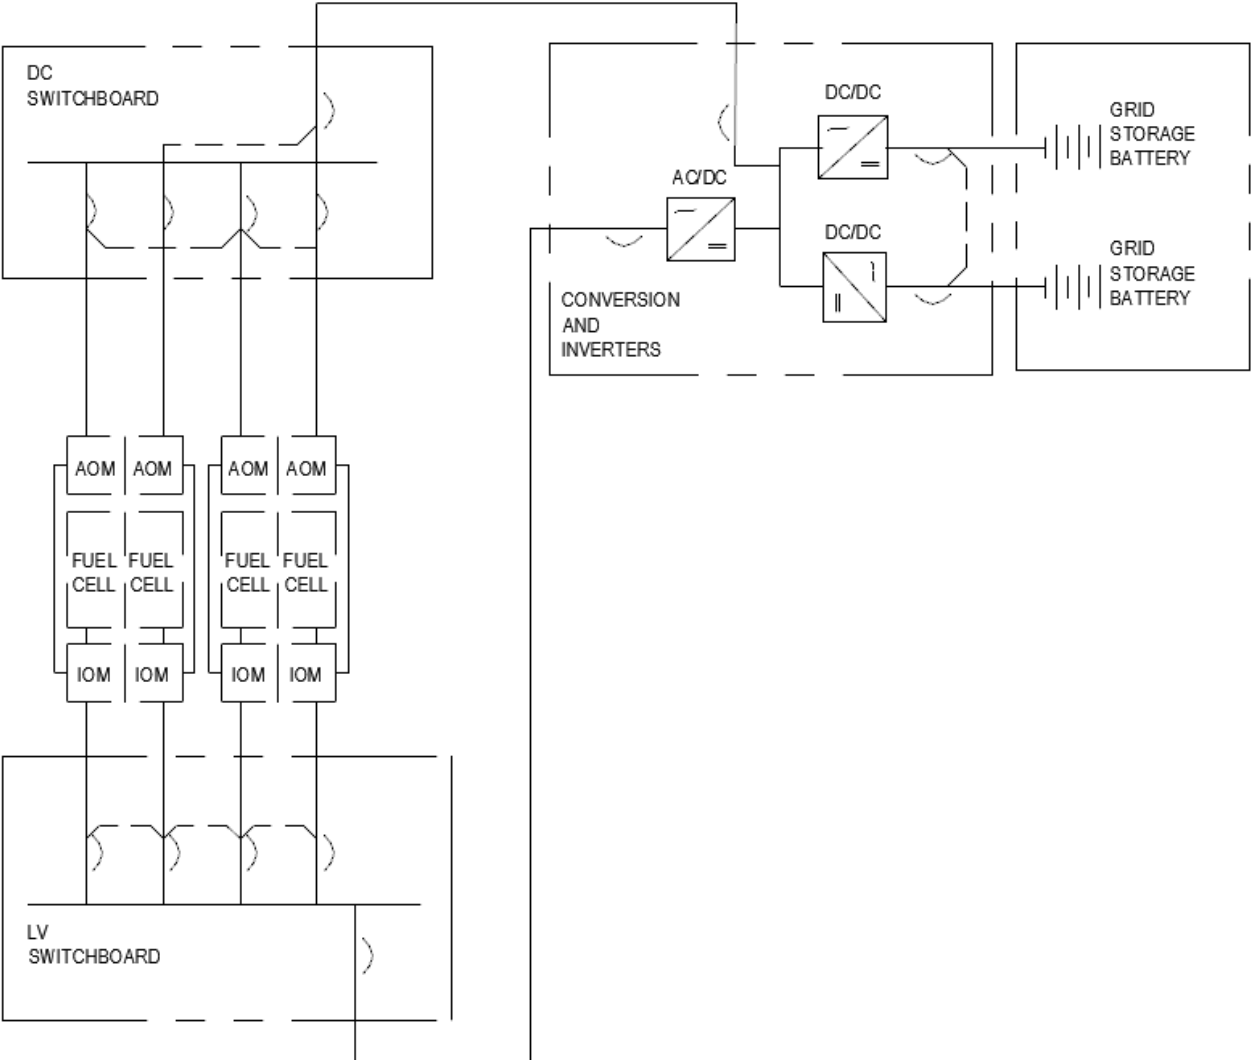 DC
SWITCHBOARD
DC/DC
GRID
STORAGE
BATTERY
AC/DC
DC/DC
GRID
STORAGE
BATTERY
CONVERSION
AND
INVERTERS
AOM AOM AOM AOM
FUEL FUEL FUEL FUEL
CELL CELL CELL CELL
IOM IOM IOM IOM
LV
SWITCHBOARD